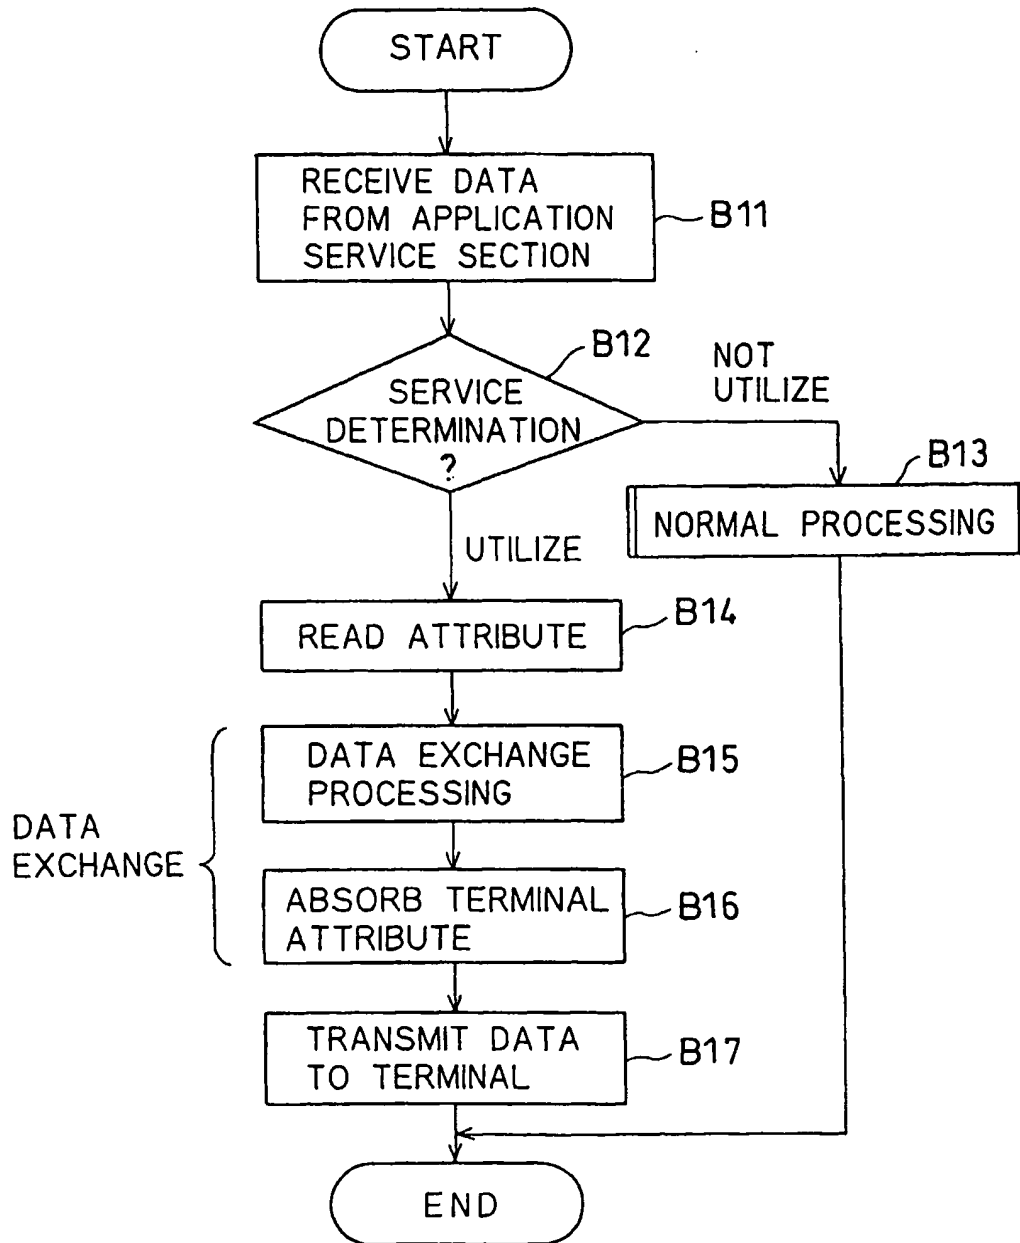 START
RECEIVE DATA
FROM APPLICATION
SERVICE SECTION
B11
B12
SERVICE
DETERMINATION
?
NOT
UTILIZE
B13
NORMAL PROCESSING
UTILIZE
READ ATTRIBUTE
B14
DATA EXCHANGE
PROCESSING
B15
DATA
EXCHANGE
ABSORB TERMINAL
ATTRIBUTE
B16
TRANSMIT DATA
TO TERMINAL
B17
END